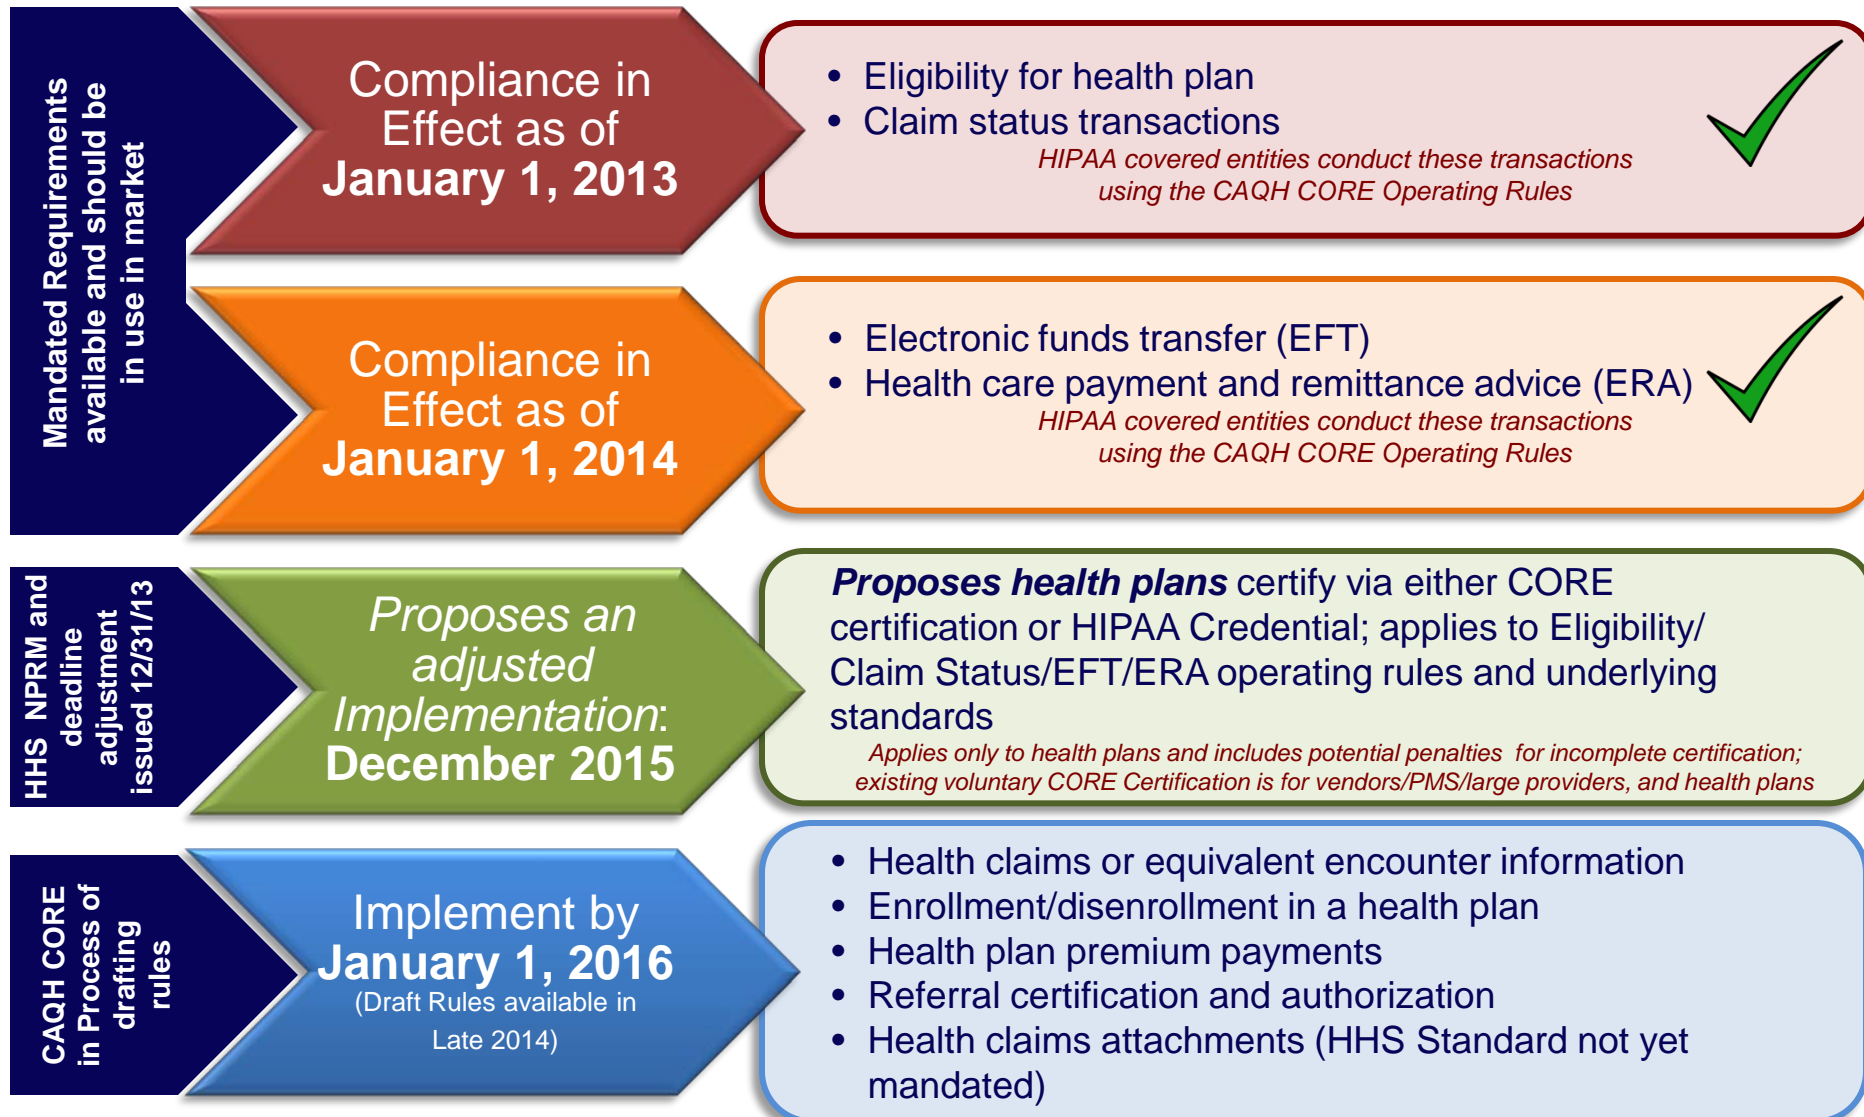 Mandated Requirements
available and should be
in use in market
Compliance in
Effect as of
January 1, 2013
• Eligibility for health plan
• Claim status transactions
HIPAA covered entities conduct these transactions
using the CAQH CORE Operating Rules
Compliance in
Effect as of
January 1, 2014
• Electronic funds transfer (EFT)
• Health care payment and remittance advice (ERA)
HIPAA covered entities conduct these transactions
using the CAQH CORE Operating Rules
HHS NPRM and
deadline
adjustment
issued 12/31/13
Proposes an
adjusted
Implementation:
December 2015
Proposes health plans certify via either CORE
certification or HIPAA Credential; applies to Eligibility/
Claim Status/EFT/ERA operating rules and underlying
standards
Applies only to health plans and includes potential penalties for incomplete certification;
existing voluntary CORE Certification is for vendors/PMS/large providers, and health plans
CAQH CORE
in Process of
drafting
rules
Implement by
January 1, 2016
(Draft Rules available in
Late 2014)
• Health claims or equivalent encounter information
• Enrollment/disenrollment in a health plan
• Health plan premium payments
• Referral certification and authorization
• Health claims attachments (HHS Standard not yet
mandated)